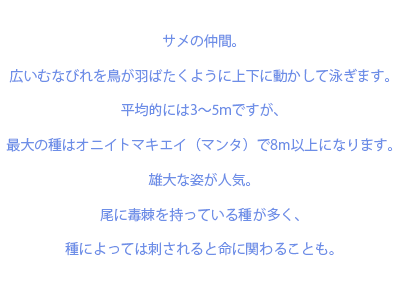 サメの仲間。
広いむなびれを鳥が羽ばたくように上下に動かして泳ぎます。
平均的には3〜5mですが、
最大の種はオニイトマキエイ（マンタ）で8m以上になります。
雄大な姿が人気。
尾に毒棘を持っている種が多く、
種によっては刺されると命に関わることも。